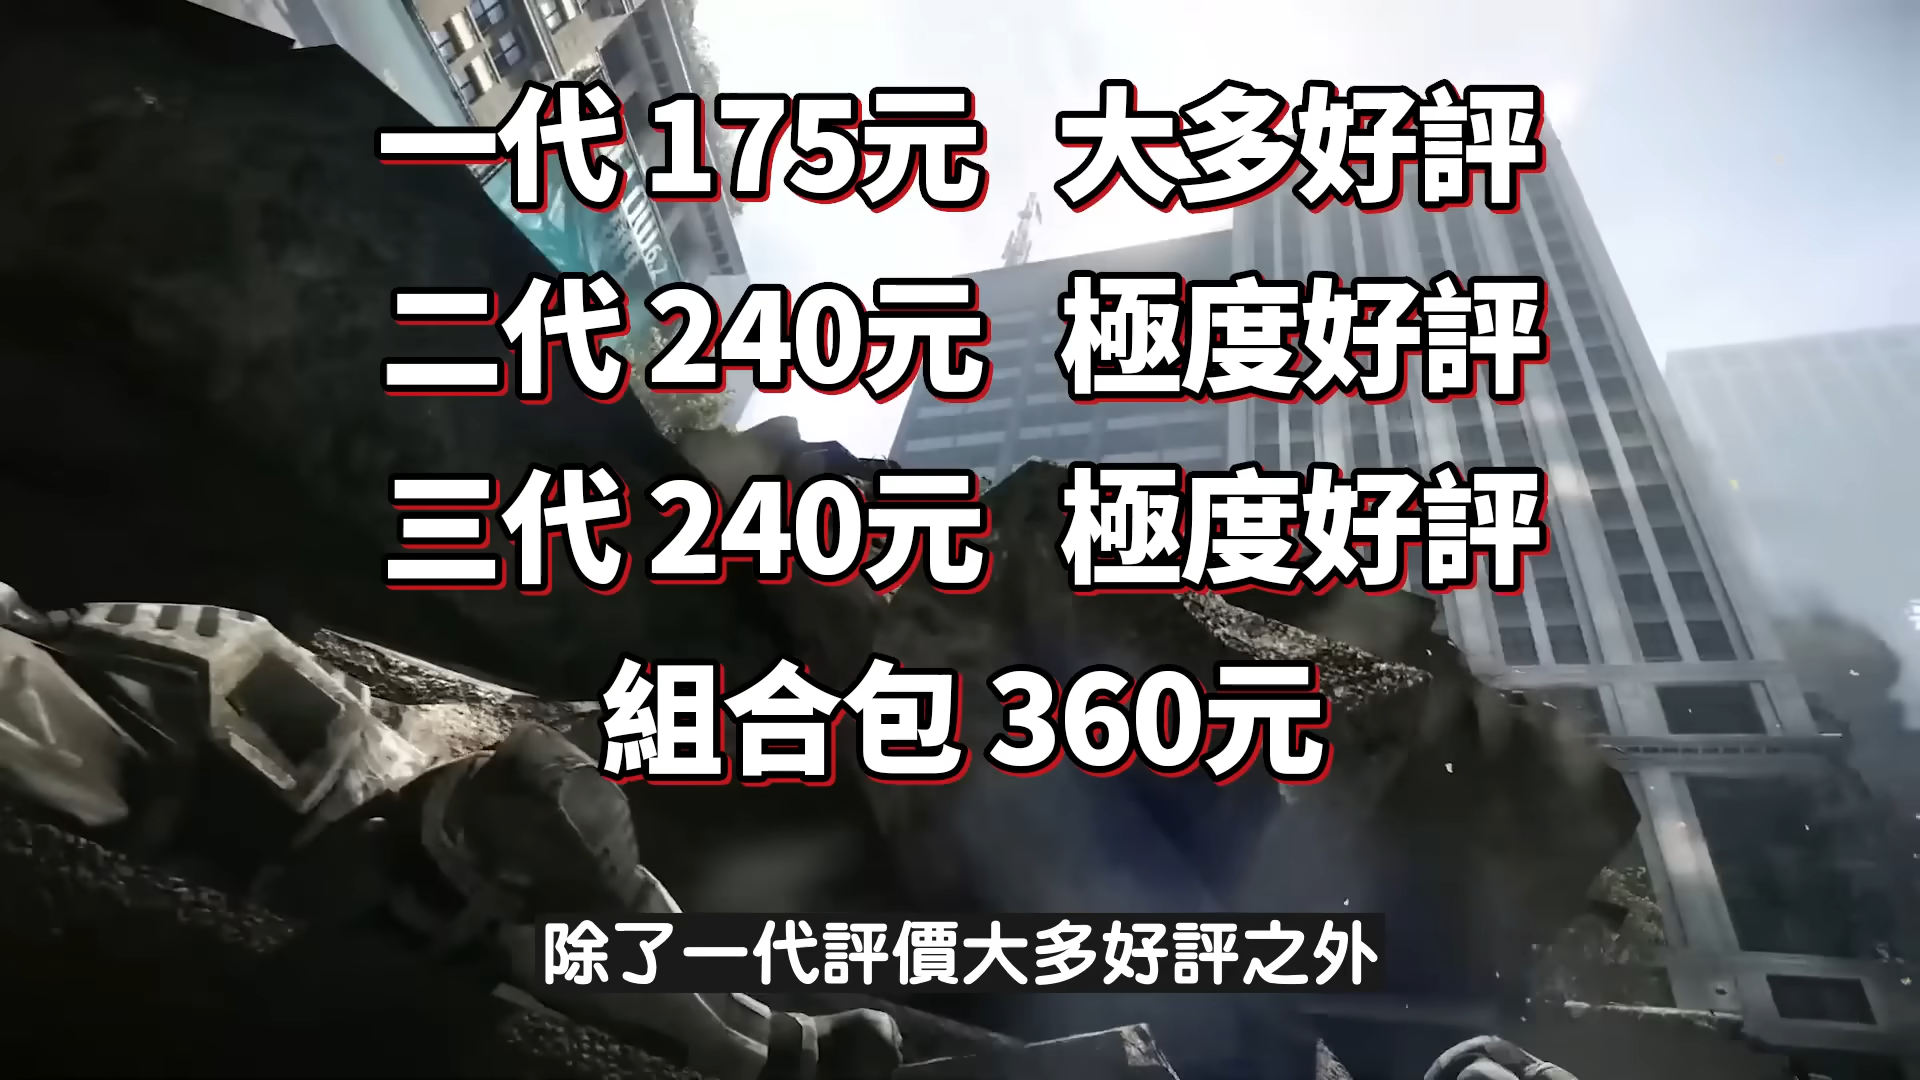 一代 175元 大多好評
二代 240元 極度好評
三代 240元 極度好評
組合包 360元
除了一代評價大多好評之外